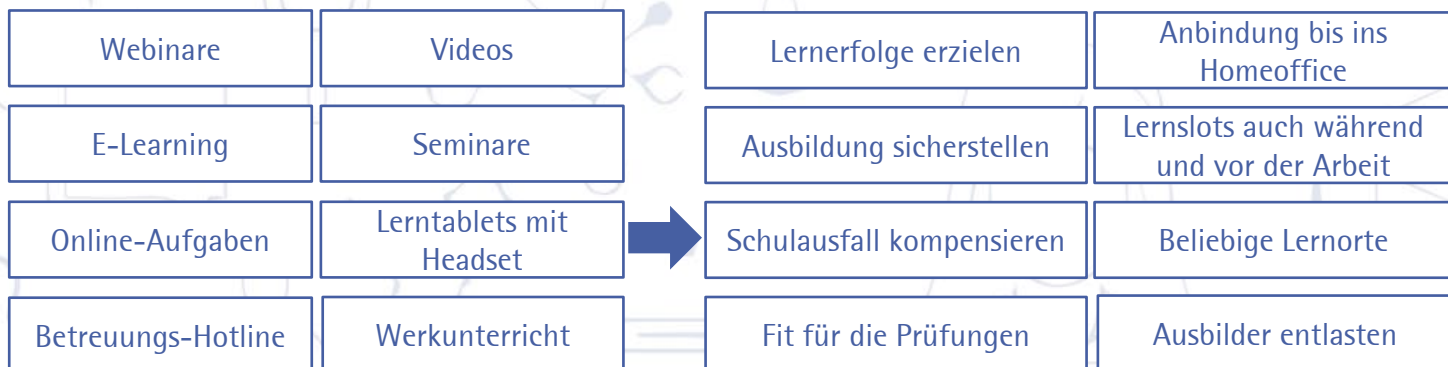 Webinare
Videos
Lernerfolge erzielen
Anbindung bis ins
Homeoffice
E-Learning
Seminare
Ausbildung sicherstellen
Lernslots auch während
und vor der Arbeit
Online-Aufgaben
Lerntablets mit
Headset
Schulausfall kompensieren
Beliebige Lernorte
Betreuungs-Hotline
Werkunterricht
Fit für die Prüfungen
Ausbilder entlasten